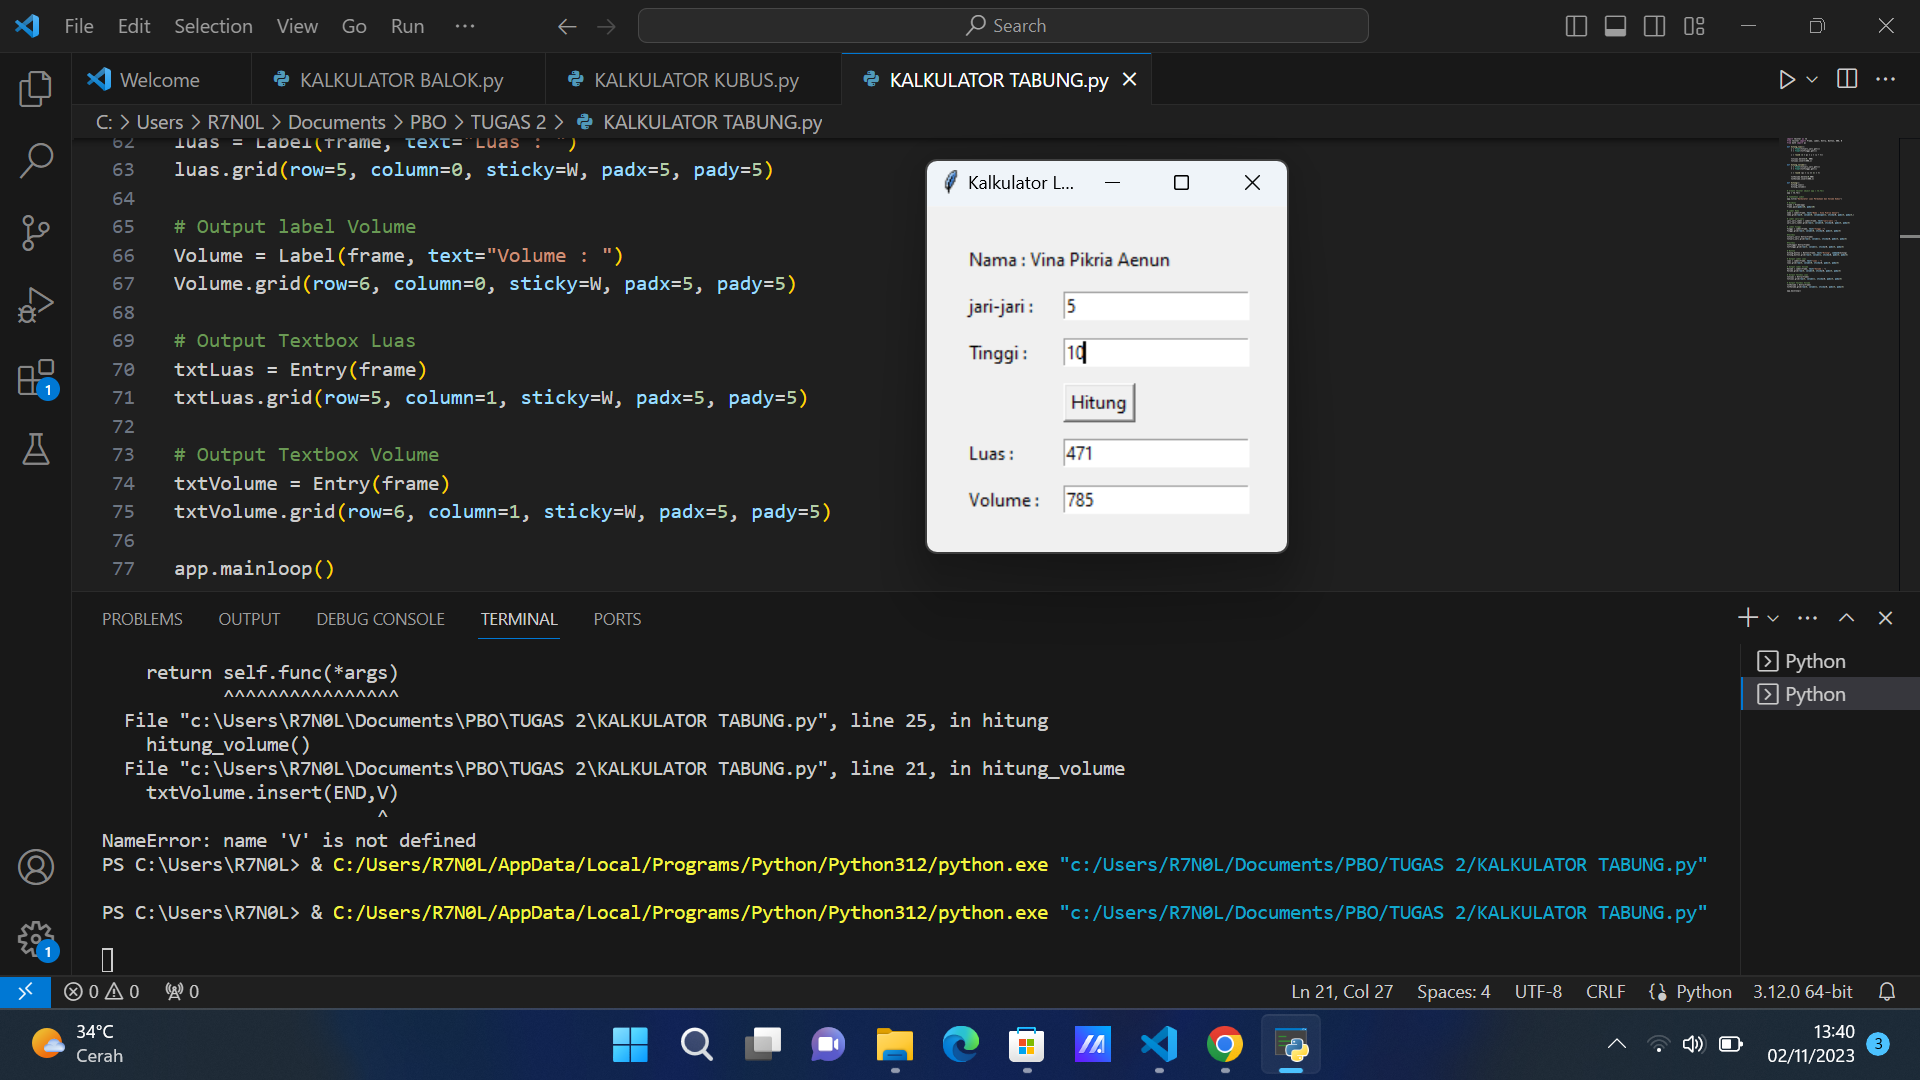 File Edit Selection View Go Run ··· Search
Welcome KALKULATOR BALOK.py KALKULATOR KUBUS.py KALKULATOR TABUNG.py
C: > Users > R7N0L > Documents > PBO > TUGAS 2 > KALKULATOR TABUNG.py
62 luas = Label(frame, text="Luas : ")
63 luas.grid(row=5, column=0, sticky=W, padx=5, pady=5)
64
65 # Output label Volume
66 Volume = Label(frame, text="Volume : ")
67 Volume.grid(row=6, column=0, sticky=W, padx=5, pady=5)
68
69 # Output Textbox Luas
70 txtLuas = Entry(frame)
71 txtLuas.grid(row=5, column=1, sticky=W, padx=5, pady=5)
72
73 # Output Textbox Volume
74 txtVolume = Entry(frame)
75 txtVolume.grid(row=6, column=1, sticky=W, padx=5, pady=5)
76
77 app.mainloop()
Kalkulator L...
Nama : Vina Pikria Aenun
jari-jari : 5
Tinggi : 10
Hitung
Luas : 471
Volume : 785
PROBLEMS OUTPUT DEBUG CONSOLE TERMINAL PORTS
return self.func(*args)
^^^^^^^^^^^^^^^^
File "c:\Users\R7N0L\Documents\PBO\TUGAS 2\KALKULATOR TABUNG.py", line 25, in hitung
hitung_volume()
File "c:\Users\R7N0L\Documents\PBO\TUGAS 2\KALKULATOR TABUNG.py", line 21, in hitung_volume
txtVolume.insert(END,V)
^
NameError: name 'V' is not defined
PS C:\Users\R7N0L> & C:/Users/R7N0L/AppData/Local/Programs/Python/Python312/python.exe "c:/Users/R7N0L/Documents/PBO/TUGAS 2/KALKULATOR TABUNG.py"
PS C:\Users\R7N0L> & C:/Users/R7N0L/AppData/Local/Programs/Python/Python312/python.exe "c:/Users/R7N0L/Documents/PBO/TUGAS 2/KALKULATOR TABUNG.py"
Python
Python
1
1
0 0 0 Ln 21, Col 27 Spaces: 4 UTF-8 CRLF Python 3.12.0 64-bit
34°C
Cerah
13:40
02/11/2023
3